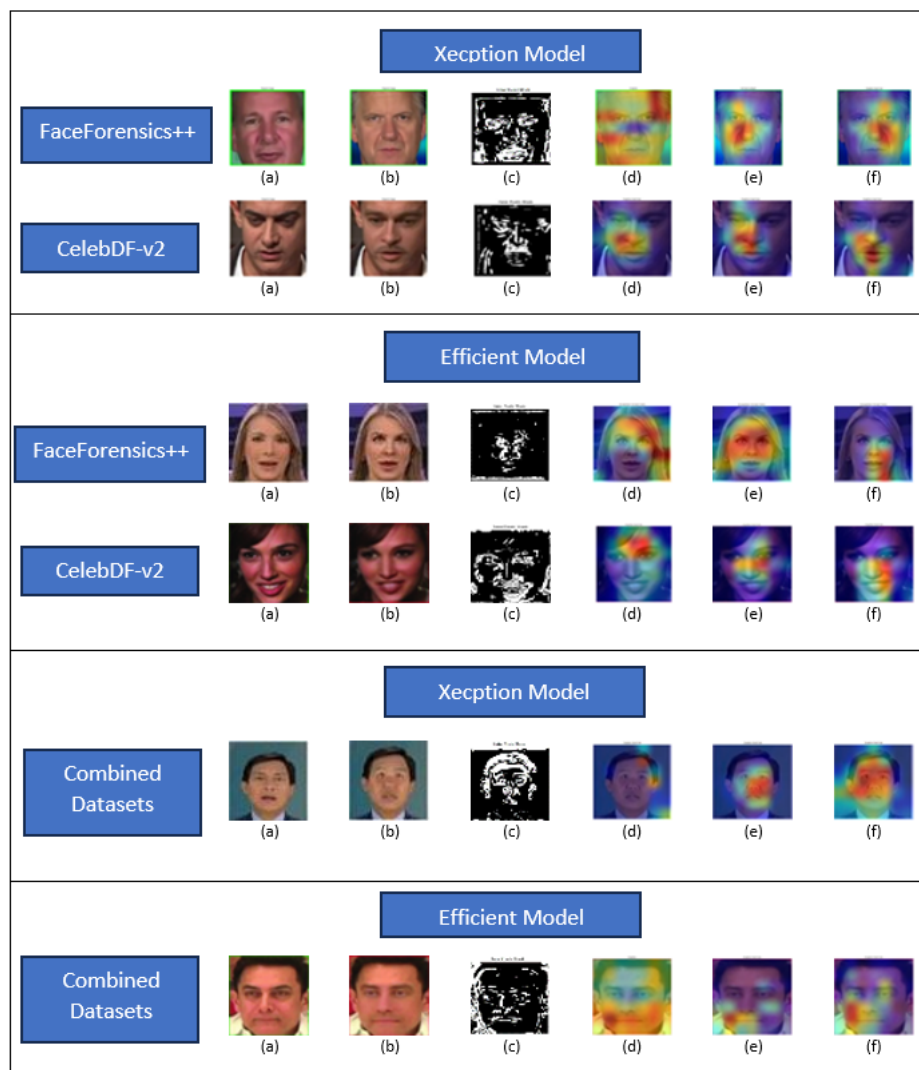 Xecption Model
FaceForensics++
(a) (b) (c) (d) (e) (f)
CelebDF-v2
(a) (b) (c) (d) (e) (f)
Efficient Model
FaceForensics++
(a) (b) (c) (d) (e) (f)
CelebDF-v2
(a) (b) (c) (d) (e) (f)
Xecption Model
Combined
Datasets
(a) (b) (c) (d) (e) (f)
Efficient Model
Combined
Datasets
(a) (b) (c) (d) (e) (f)